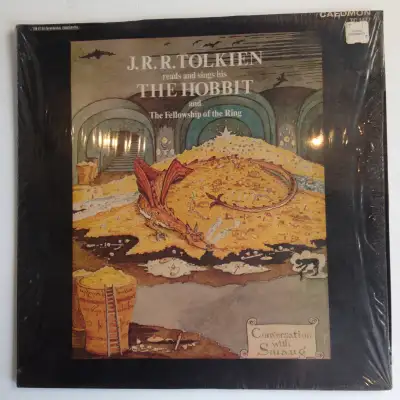 CAEDMON
J.R.R.TOLKIEN
reads and sings his
THE HOBBIT
and
The Fellowship of the Ring
Conversation
with
Smaug